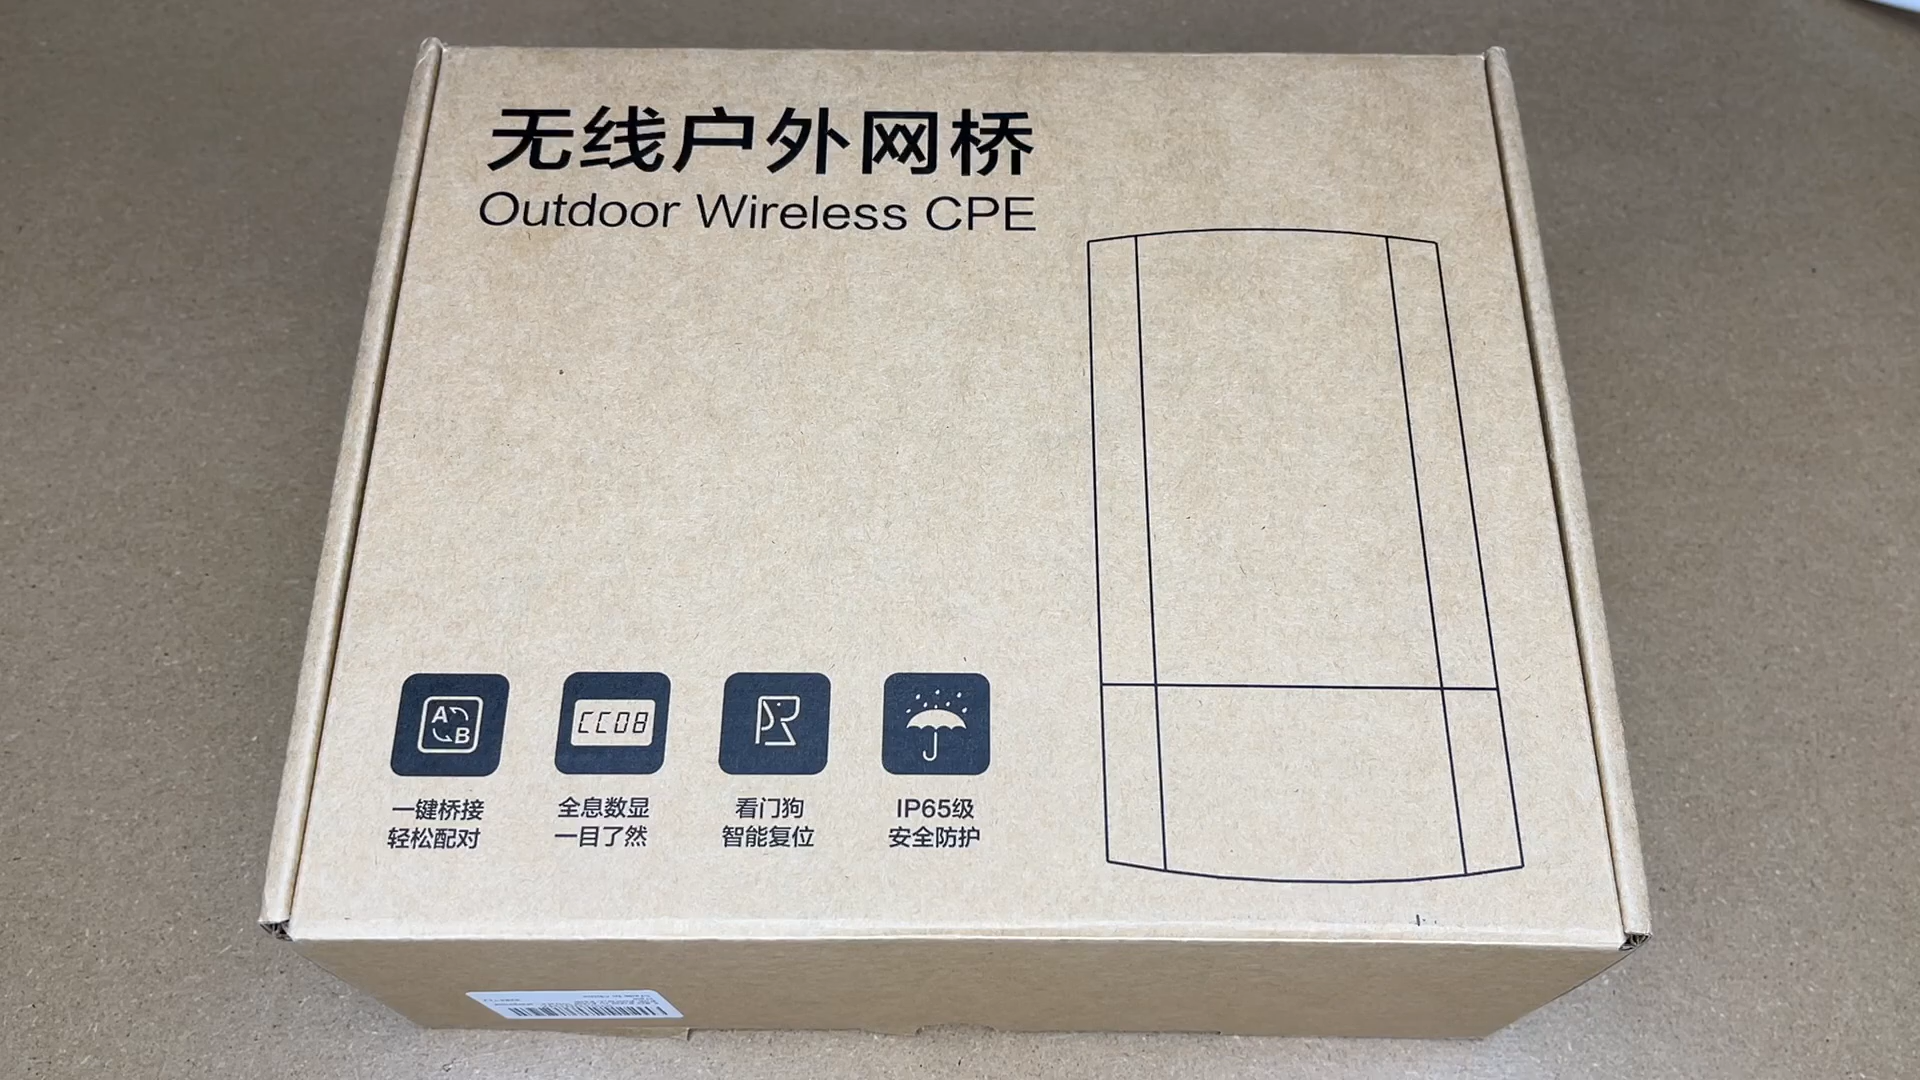 无线户外网桥
Outdoor Wireless CPE
A
B
CC08
一键桥接
轻松配对
全息数显
一目了然
看门狗
智能复位
IP65级
安全防护